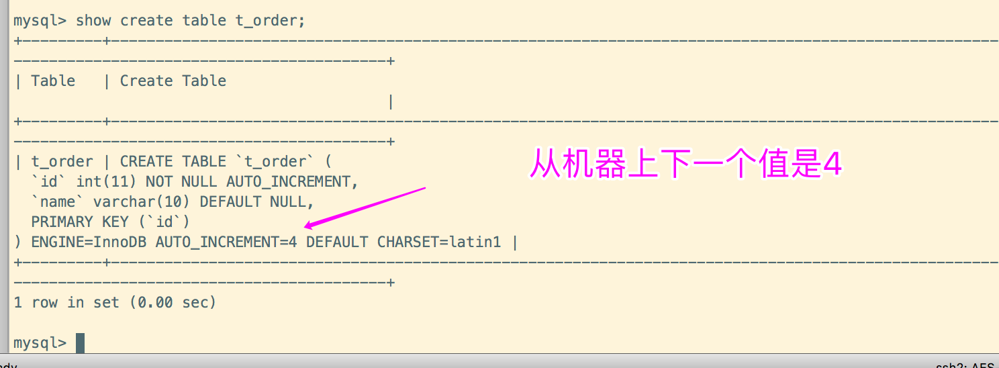 mysql> show create table t_order;
+---------+----------------------------------------------------------------------------------------------------
------------------------------------------+
| Table   | Create Table
                                          |
+---------+----------------------------------------------------------------------------------------------------
------------------------------------------+
| t_order | CREATE TABLE `t_order` (
  `id` int(11) NOT NULL AUTO_INCREMENT,
  `name` varchar(10) DEFAULT NULL,
  PRIMARY KEY (`id`)
) ENGINE=InnoDB AUTO_INCREMENT=4 DEFAULT CHARSET=latin1 |
+---------+----------------------------------------------------------------------------------------------------
------------------------------------------+
1 row in set (0.00 sec)
mysql>
从机器上下一个值是4
ssh2: AES